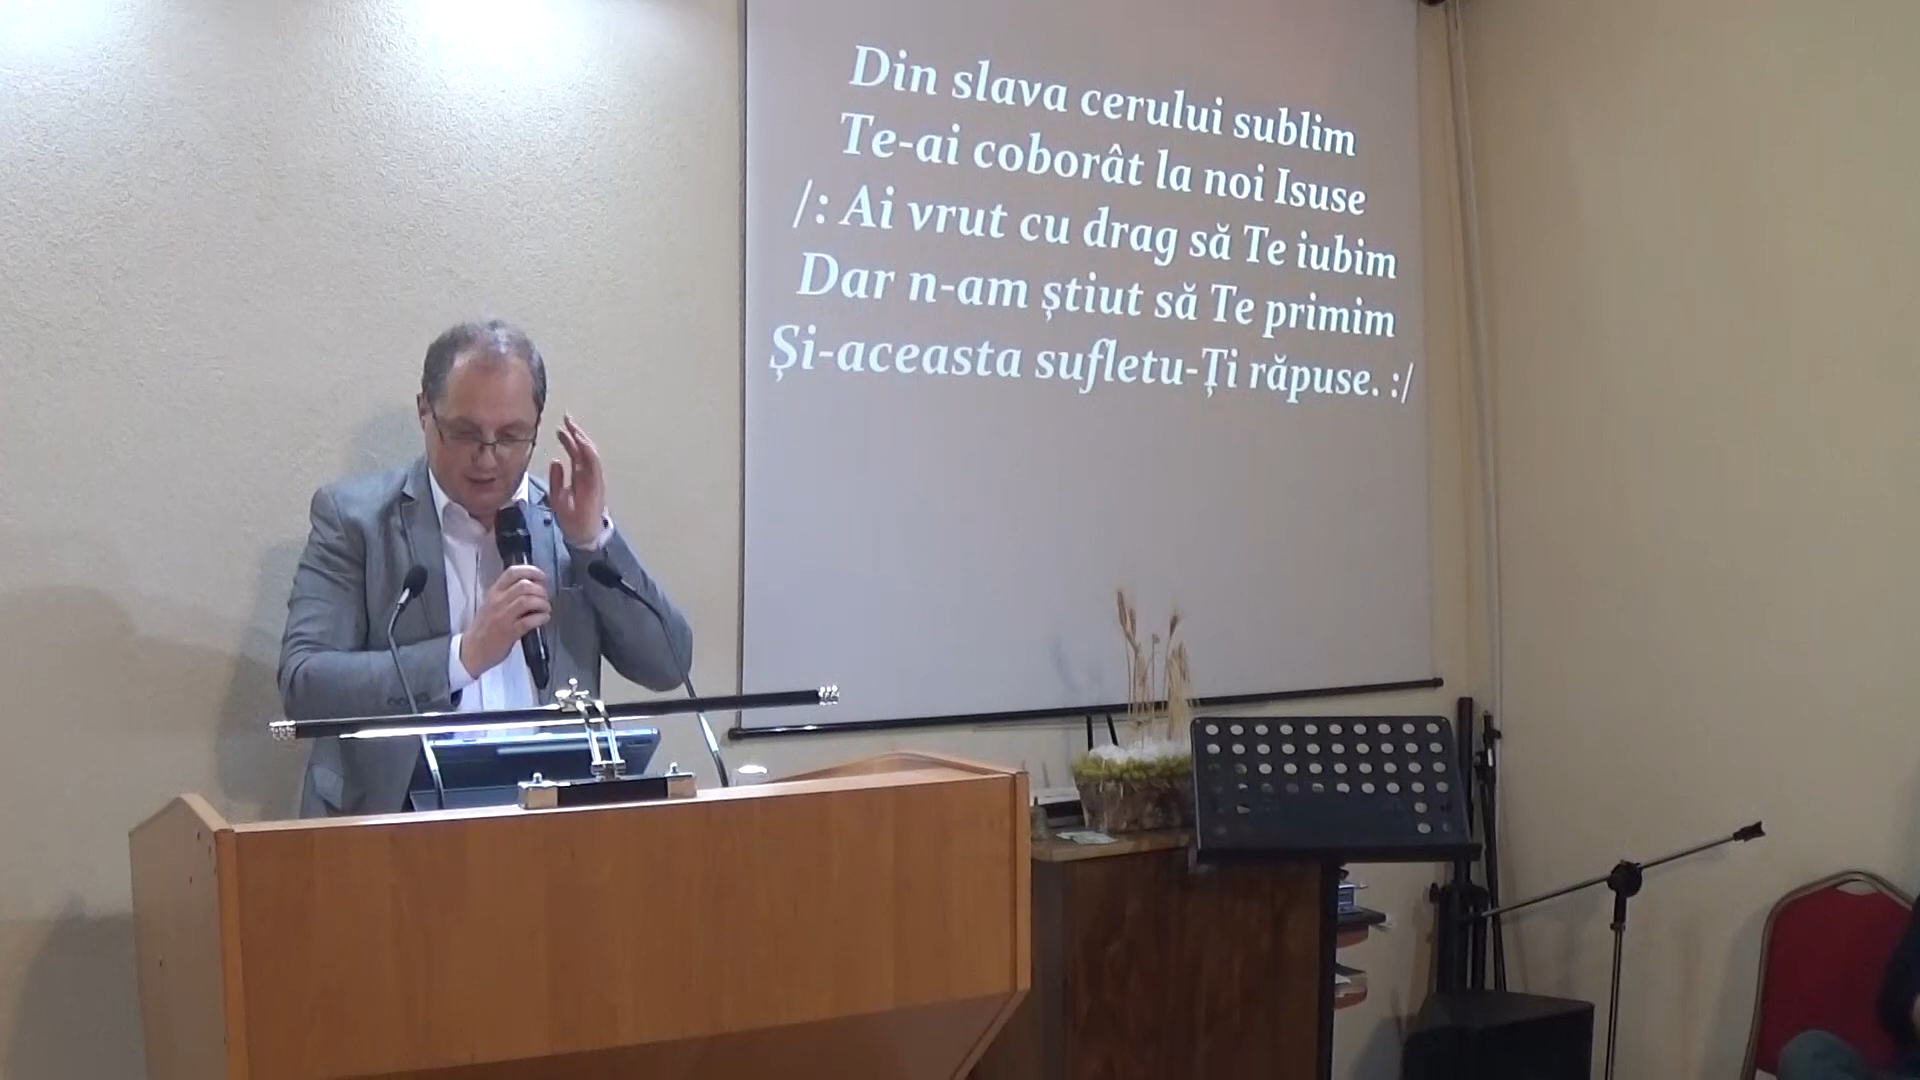 Din slava cerului sublim
Te-ai coborât la noi Isuse
/: Ai vrut cu drag să Te iubim
Dar n-am știut să Te primim
Și-aceasta sufletu-Ți răpuse. :/